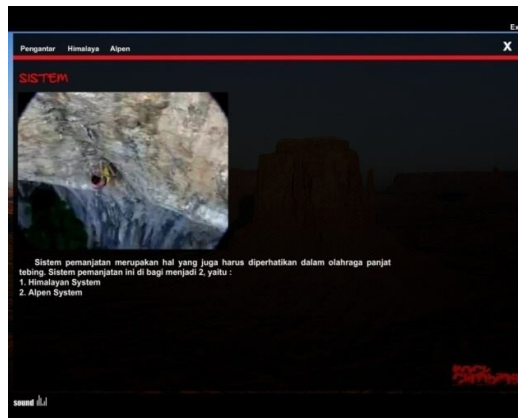 Ex
Pengantar Himalaya Alpen X
SISTEM
Sistem pemanjatan merupakan hal yang juga harus diperhatikan dalam olahraga panjat
tebing. Sistem pemanjatan ini di bagi menjadi 2, yaitu :
1. Himalayan System
2. Alpen System
sound